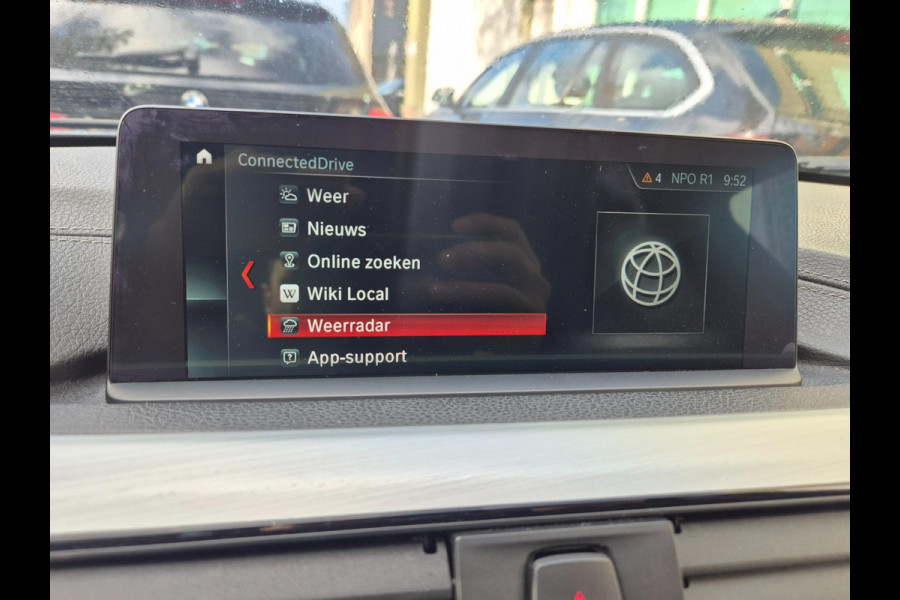 ConnectedDrive
4 NPO R1 9:52
Weer
Nieuws
Online zoeken
W Wiki Local
Weerradar
? App-support